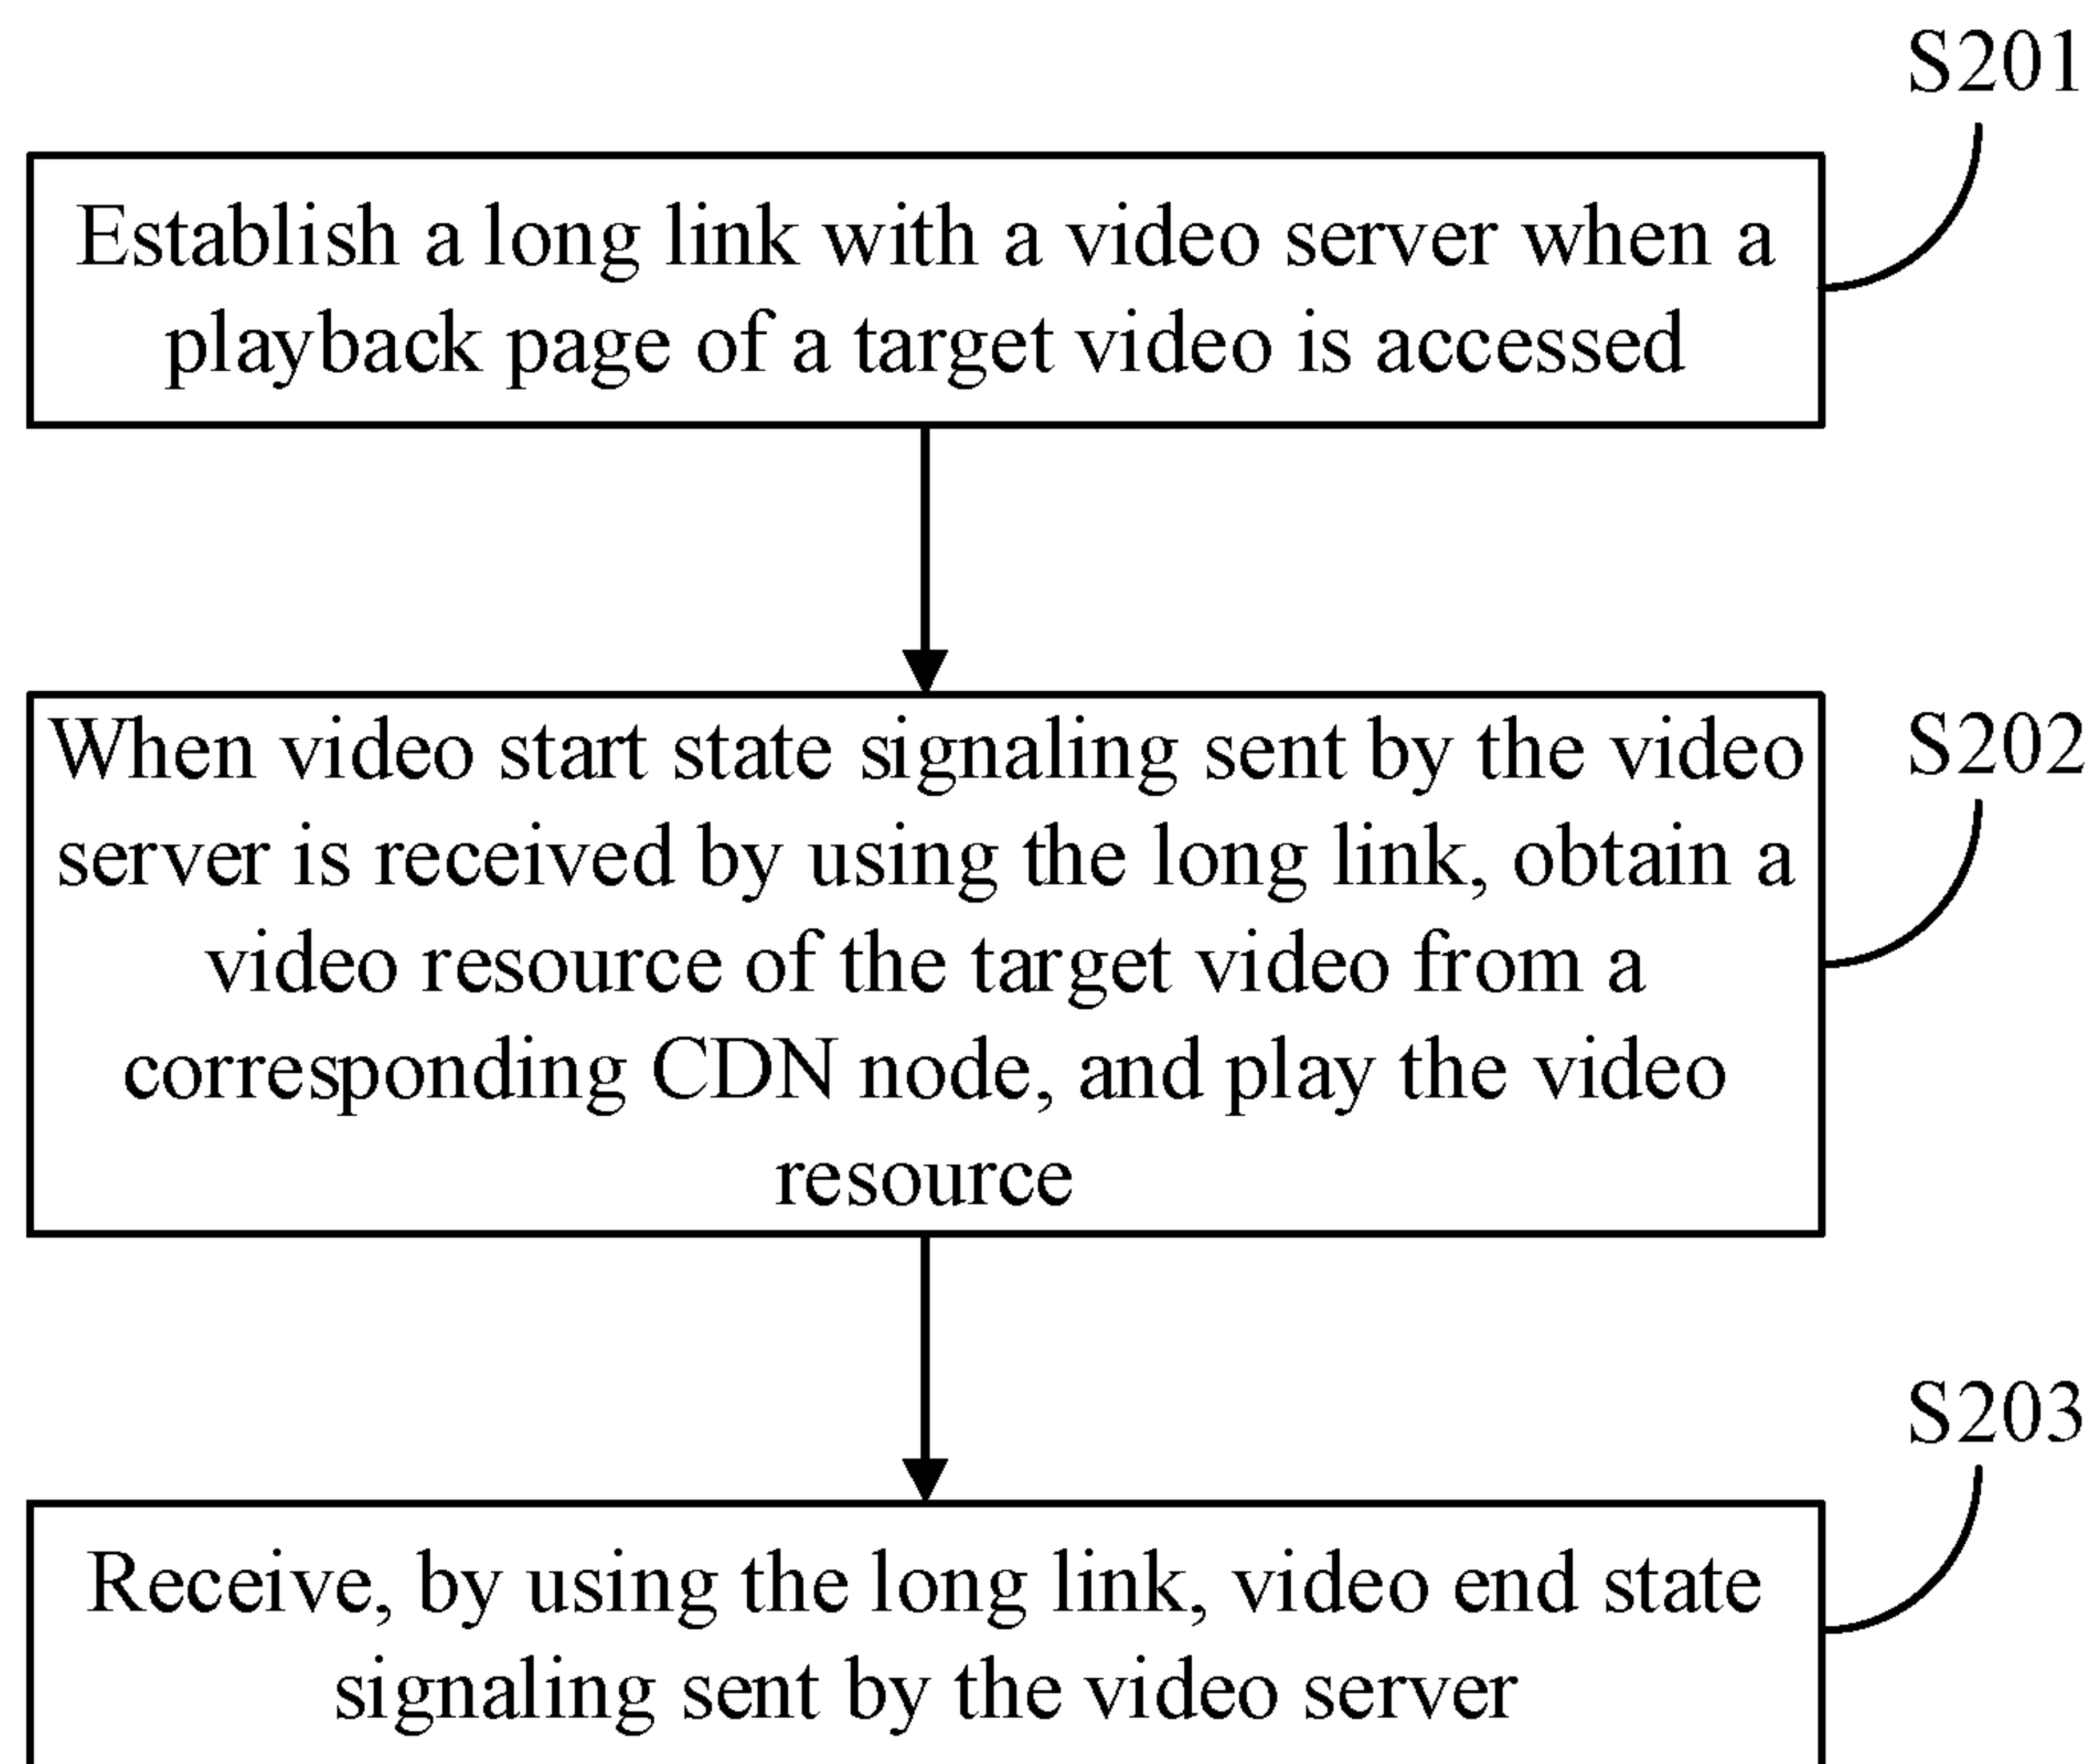 S201
Establish a long link with a video server when a
playback page of a target video is accessed
When video start state signaling sent by the video
server is received by using the long link, obtain a
video resource of the target video from a
corresponding CDN node, and play the video
resource
S202
S203
Receive, by using the long link, video end state
signaling sent by the video server